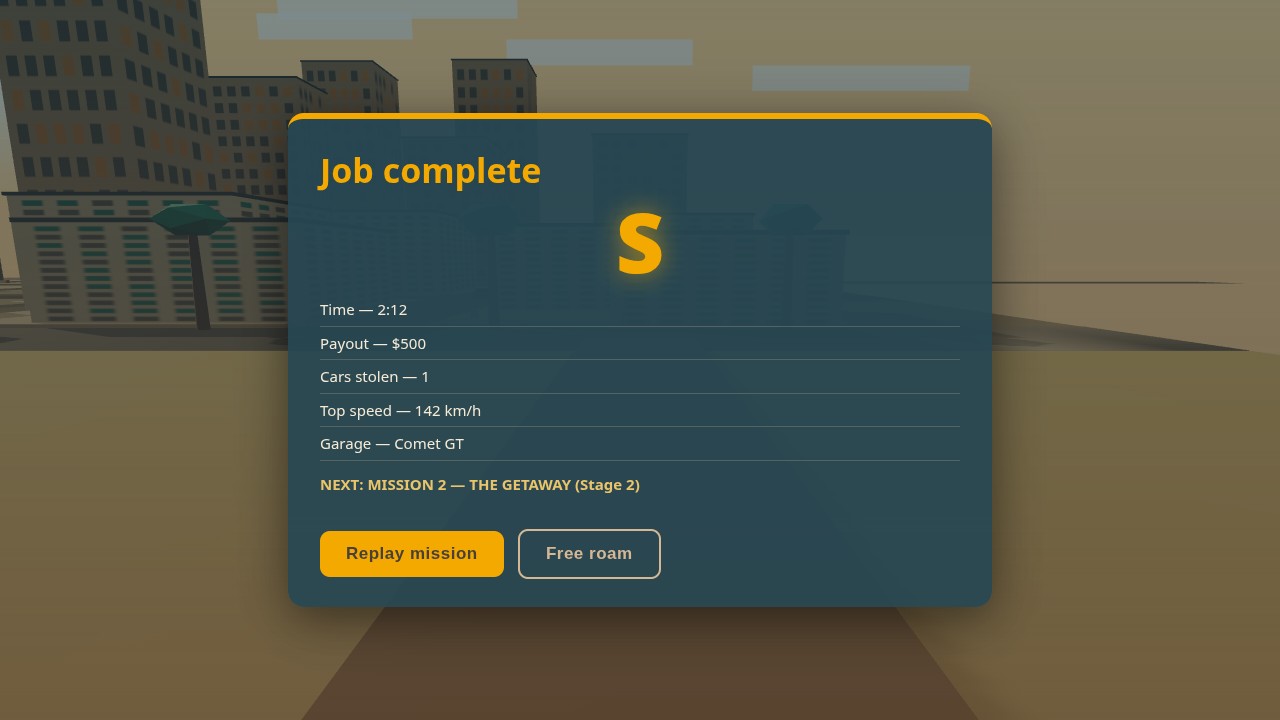 Job complete
S
Time — 2:12
Payout — $500
Cars stolen — 1
Top speed — 142 km/h
Garage — Comet GT
NEXT: MISSION 2 — THE GETAWAY (Stage 2)
Replay mission
Free roam